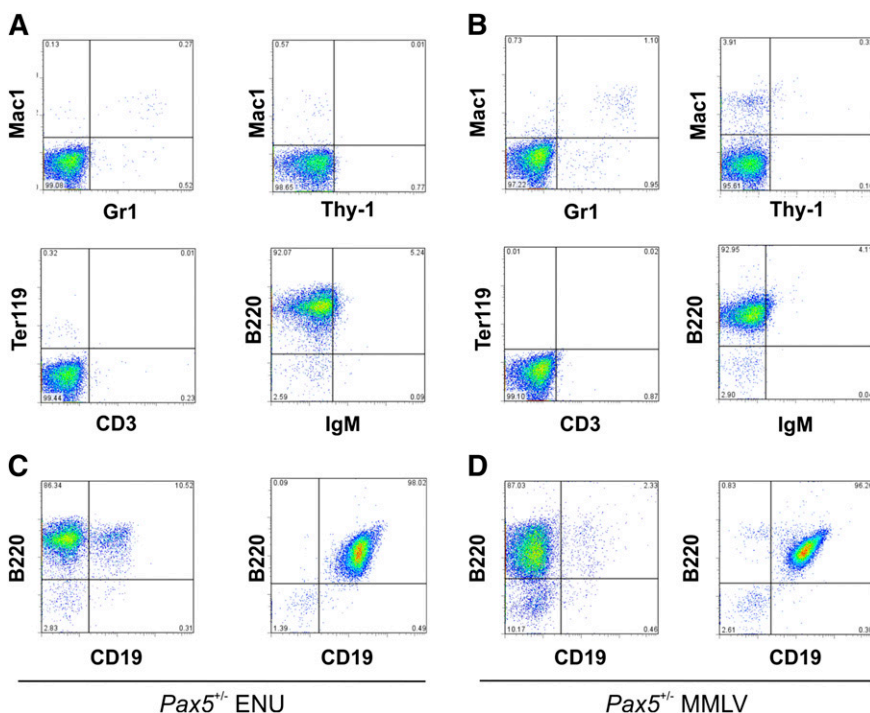 A
B
0.13 0.27
Mac1
99.08 0.52
Gr1
0.57 0.01
Mac1
98.65 0.77
Thy-1
0.73 1.10
Mac1
97.22 0.95
Gr1
3.91
Mac1
95.61
Thy-1
0.32 0.01
Ter119
99.44 0.23
CD3
92.07 5.24
B220
2.59 0.09
IgM
0.01 0.02
Ter119
99.10 0.87
CD3
92.95 4.11
B220
2.90
IgM
C
D
86.34 10.52
B220
2.83 0.31
CD19
0.09 98.02
B220
1.39 0.49
CD19
87.03 2.33
B220
10.17 0.46
CD19
0.83
B220
2.61
CD19
Pax5+/- ENU
Pax5+/- MMLV